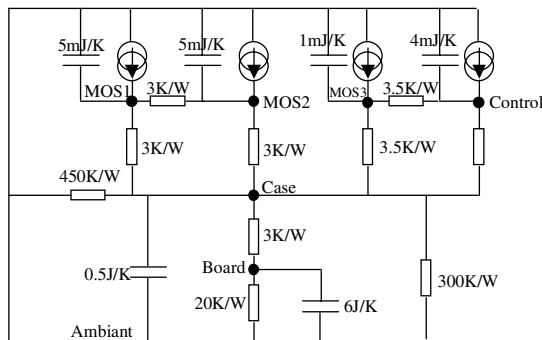 5mJ/K
5mJ/K
1mJ/K
4mJ/K
MOS1
3K/W
MOS2
MOS3
3.5K/W
Control
3K/W
3K/W
3.5K/W
450K/W
Case
3K/W
Board
0.5J/K
20K/W
6J/K
300K/W
Ambiant